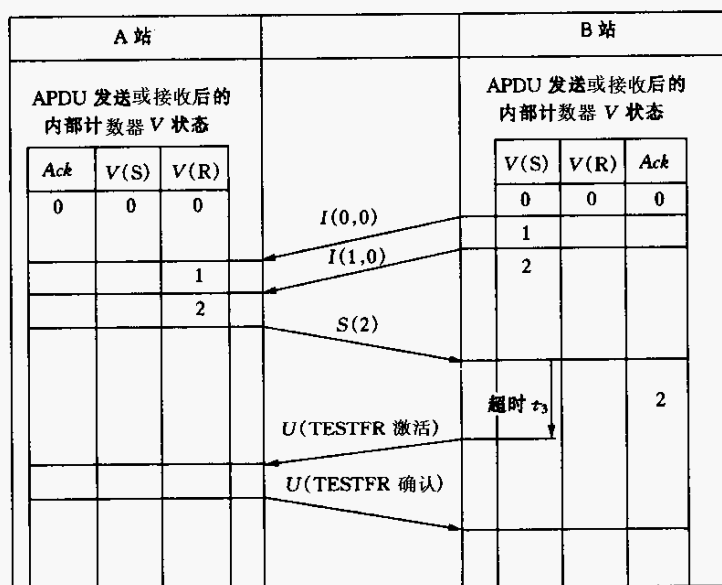 A 站
B 站
APDU 发送或接收后的
内部计数器 V 状态
APDU 发送或接收后的
内部计数器 V 状态
Ack V(S) V(R)
V(S) V(R) Ack
0 0 0
0 0 0
I(0,0)
1
I(1,0)
1
2
2
S(2)
超时 t₃
2
U(TESTFR 激活)
U(TESTFR 确认)